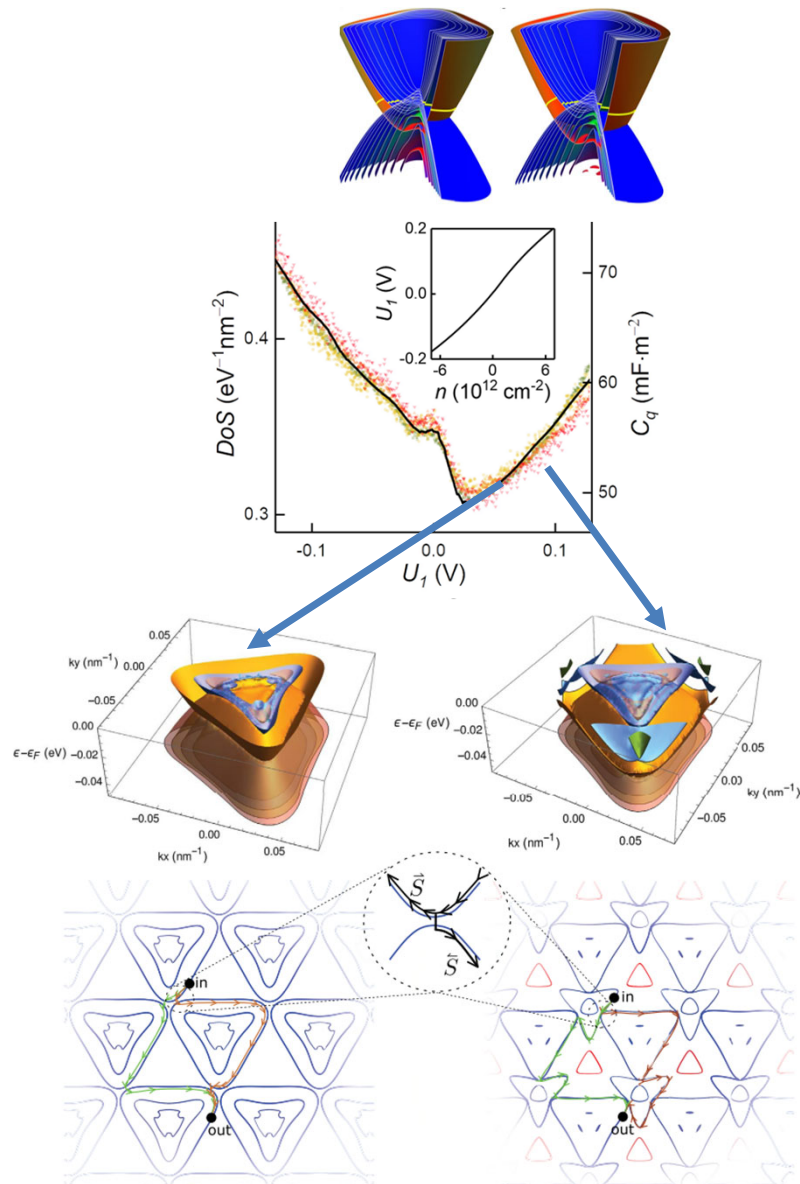 DoS (eV⁻¹nm⁻²)
0.4
0.3
-0.1
0.0
0.1
U₁ (V)
U₁ (V)
0.2
0.0
-0.2
-6
0
6
n (10¹² cm⁻²)
70
60
50
C_q (mF·m⁻²)
0.05
ky (nm⁻¹)
0.00
-0.05
0.00
ϵ-ϵ_F (eV)
-0.02
-0.04
-0.05
0.00
kx (nm⁻¹)
0.05
0.00
ϵ-ϵ_F (eV)
-0.02
-0.04
-0.05
0.00
kx (nm⁻¹)
0.05
0.05
0.00
ky (nm⁻¹)
-0.05
S⃗
S⃗
in
out
in
out